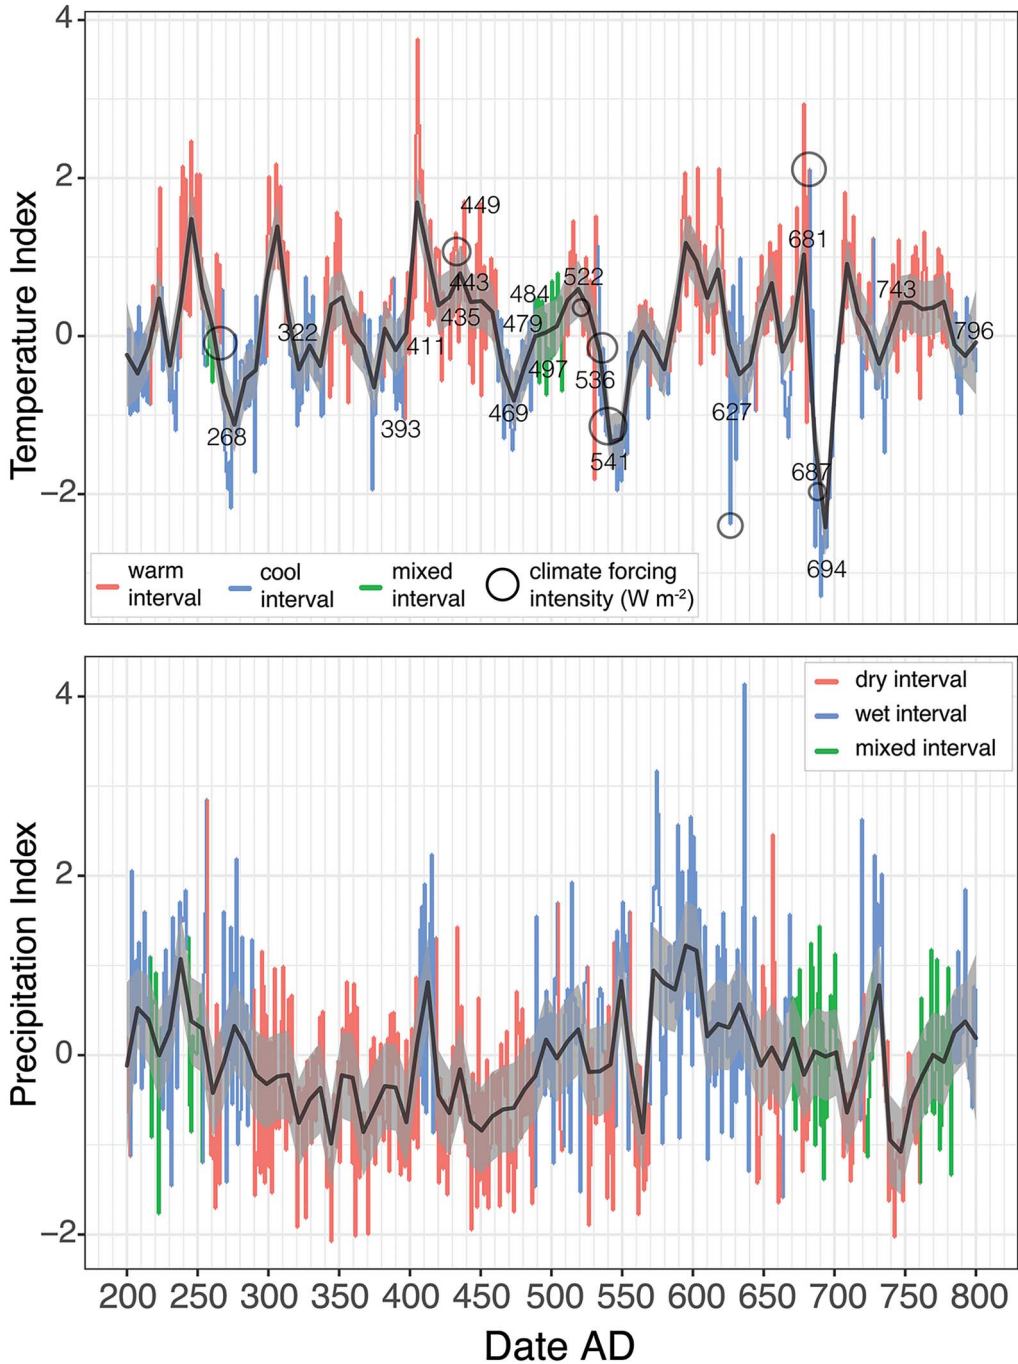 4
2
0
−2
Temperature Index
449
443
435
484
479
522
497
536
469
541
322
411
268
393
627
681
687
694
743
796
warm
interval
cool
interval
mixed
interval
climate forcing
intensity (W m-2)
4
2
0
−2
Precipitation Index
dry interval
wet interval
mixed interval
200 250 300 350 400 450 500 550 600 650 700 750 800
Date AD